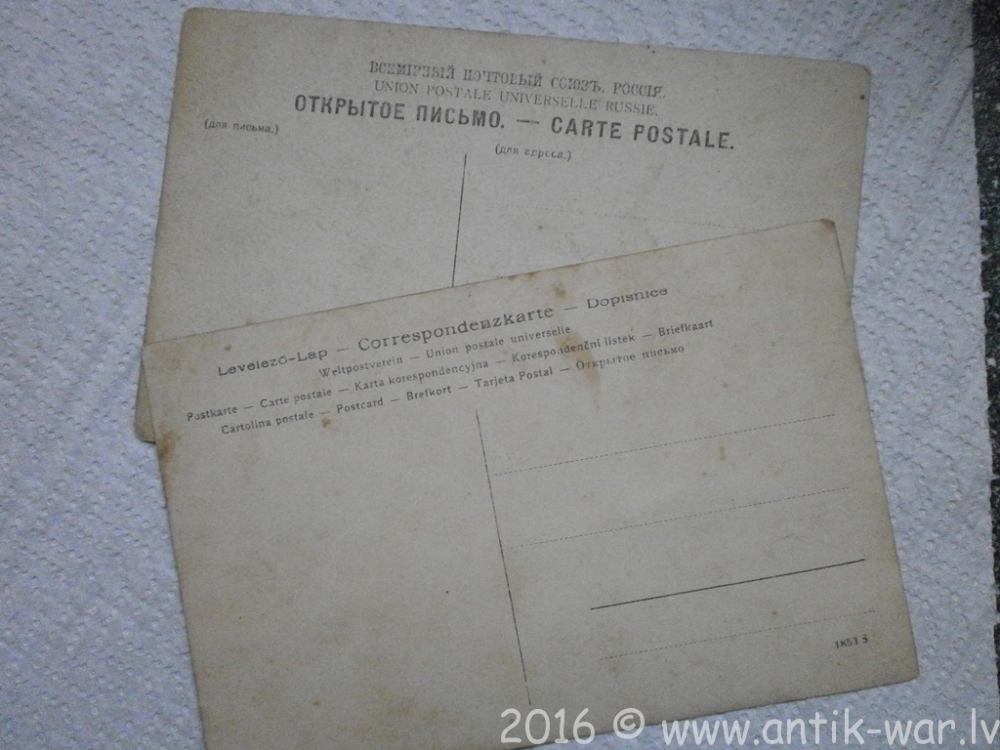 ВСЕМІРНЫЙ ПОЧТОВЫЙ СОЮЗЪ. РОССІЯ.
UNION POSTALE UNIVERSELLE RUSSIE.
ОТКРЫТОЕ ПИСЬМО. — CARTE POSTALE.
(для письма.)
(для адреса.)
Levelező-Lap — Correspondenzkarte — Dopisnice
Weltpostverein — Union postale universelle
Postkarte — Carte postale — Karta korespondencyjna — Korespondenční lístek — Briefkaart
Cartolina postale — Postcard — Brefkort — Tarjeta Postal — Открытое письмо
1853 S
2016 © www.antik-war.lv